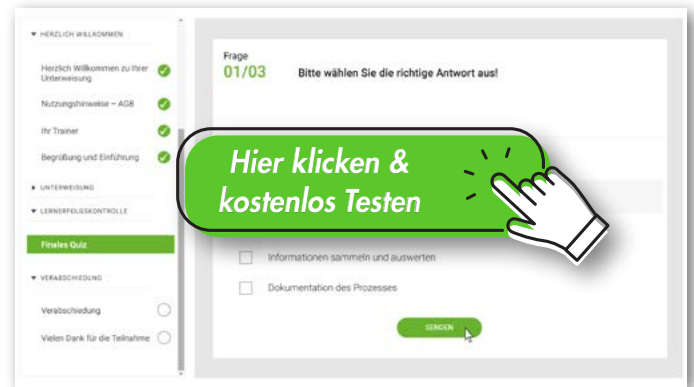 HERZLICH WILLKOMMEN
Herzlich Willkommen zu Ihrer
Unterweisung
Nutzungshinweise – AGB
Ihr Trainer
Begrüßung und Einführung
UNTERWEISUNG
LERNERFOLGSKONTROLLE
Finales Quiz
VERABSCHIEDUNG
Verabschiedung
Vielen Dank für die Teilnahme
Frage
01/03
Bitte wählen Sie die richtige Antwort aus!
Hier klicken &
kostenlos Testen
Informationen sammeln und auswerten
Dokumentation des Prozesses
SENDEN